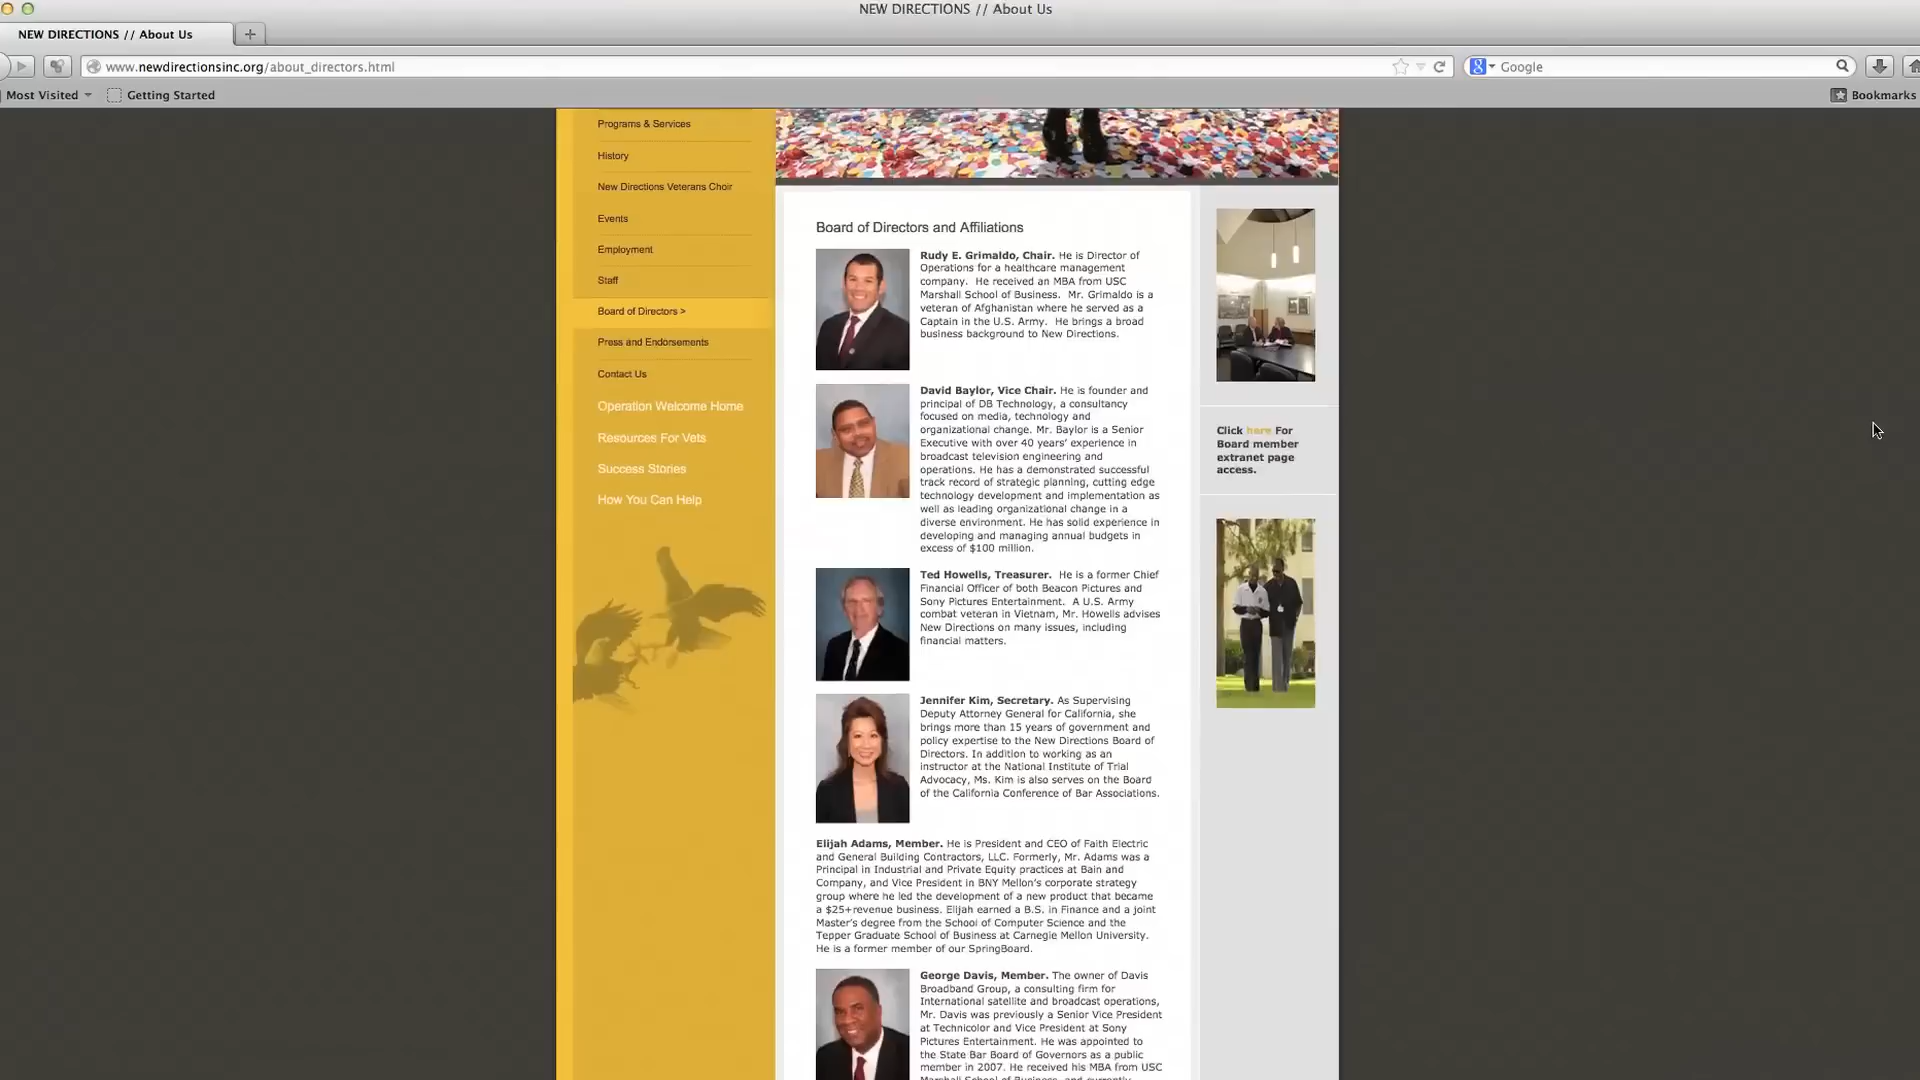 NEW DIRECTIONS // About Us
NEW DIRECTIONS // About Us
www.newdirectionsinc.org/about_directors.html
Google
Most Visited
Getting Started
Bookmarks
Programs & Services
History
New Directions Veterans Choir
Events
Employment
Staff
Board of Directors >
Press and Endorsements
Contact Us
Operation Welcome Home
Resources For Vets
Success Stories
How You Can Help
Board of Directors and Affiliations
Rudy E. Grimaldo, Chair. He is Director of
Operations for a healthcare management
company. He received an MBA from USC
Marshall School of Business. Mr. Grimaldo is a
veteran of Afghanistan where he served as a
Captain in the U.S. Army. He brings a broad
business background to New Directions.
David Baylor, Vice Chair. He is founder and
principal of DB Technology, a consultancy
focused on media, technology and
organizational change. Mr. Baylor is a Senior
Executive with over 40 years' experience in
broadcast television engineering and
operations. He has a demonstrated successful
track record of strategic planning, cutting edge
technology development and implementation as
well as leading organizational change in a
diverse environment. He has solid experience in
developing and managing annual budgets in
excess of $100 million.
Ted Howells, Treasurer. He is a former Chief
Financial Officer of both Beacon Pictures and
Sony Pictures Entertainment. A U.S. Army
combat veteran in Vietnam, Mr. Howells advises
New Directions on many issues, including
financial matters.
Jennifer Kim, Secretary. As Supervising
Deputy Attorney General for California, she
brings more than 15 years of government and
policy expertise to the New Directions Board of
Directors. In addition to working as an
instructor at the National Institute of Trial
Advocacy, Ms. Kim is also serves on the Board
of the California Conference of Bar Associations.
Elijah Adams, Member. He is President and CEO of Faith Electric
and General Building Contractors, LLC. Formerly, Mr. Adams was a
Principal in Industrial and Private Equity practices at Bain and
Company, and Vice President in BNY Mellon's corporate strategy
group where he led the development of a new product that became
a $25+revenue business. Elijah earned a B.S. in Finance and a joint
Master's degree from the School of Computer Science and the
Tepper Graduate School of Business at Carnegie Mellon University.
He is a former member of our SpringBoard.
George Davis, Member. The owner of Davis
Broadband Group, a consulting firm for
International satellite and broadcast operations,
Mr. Davis was previously a Senior Vice President
at Technicolor and Vice President at Sony
Pictures Entertainment. He was appointed to
the State Bar Board of Governors as a public
member in 2007. He received his MBA from USC
Marshall School of Business, and currently
Click here For
Board member
extranet page
access.